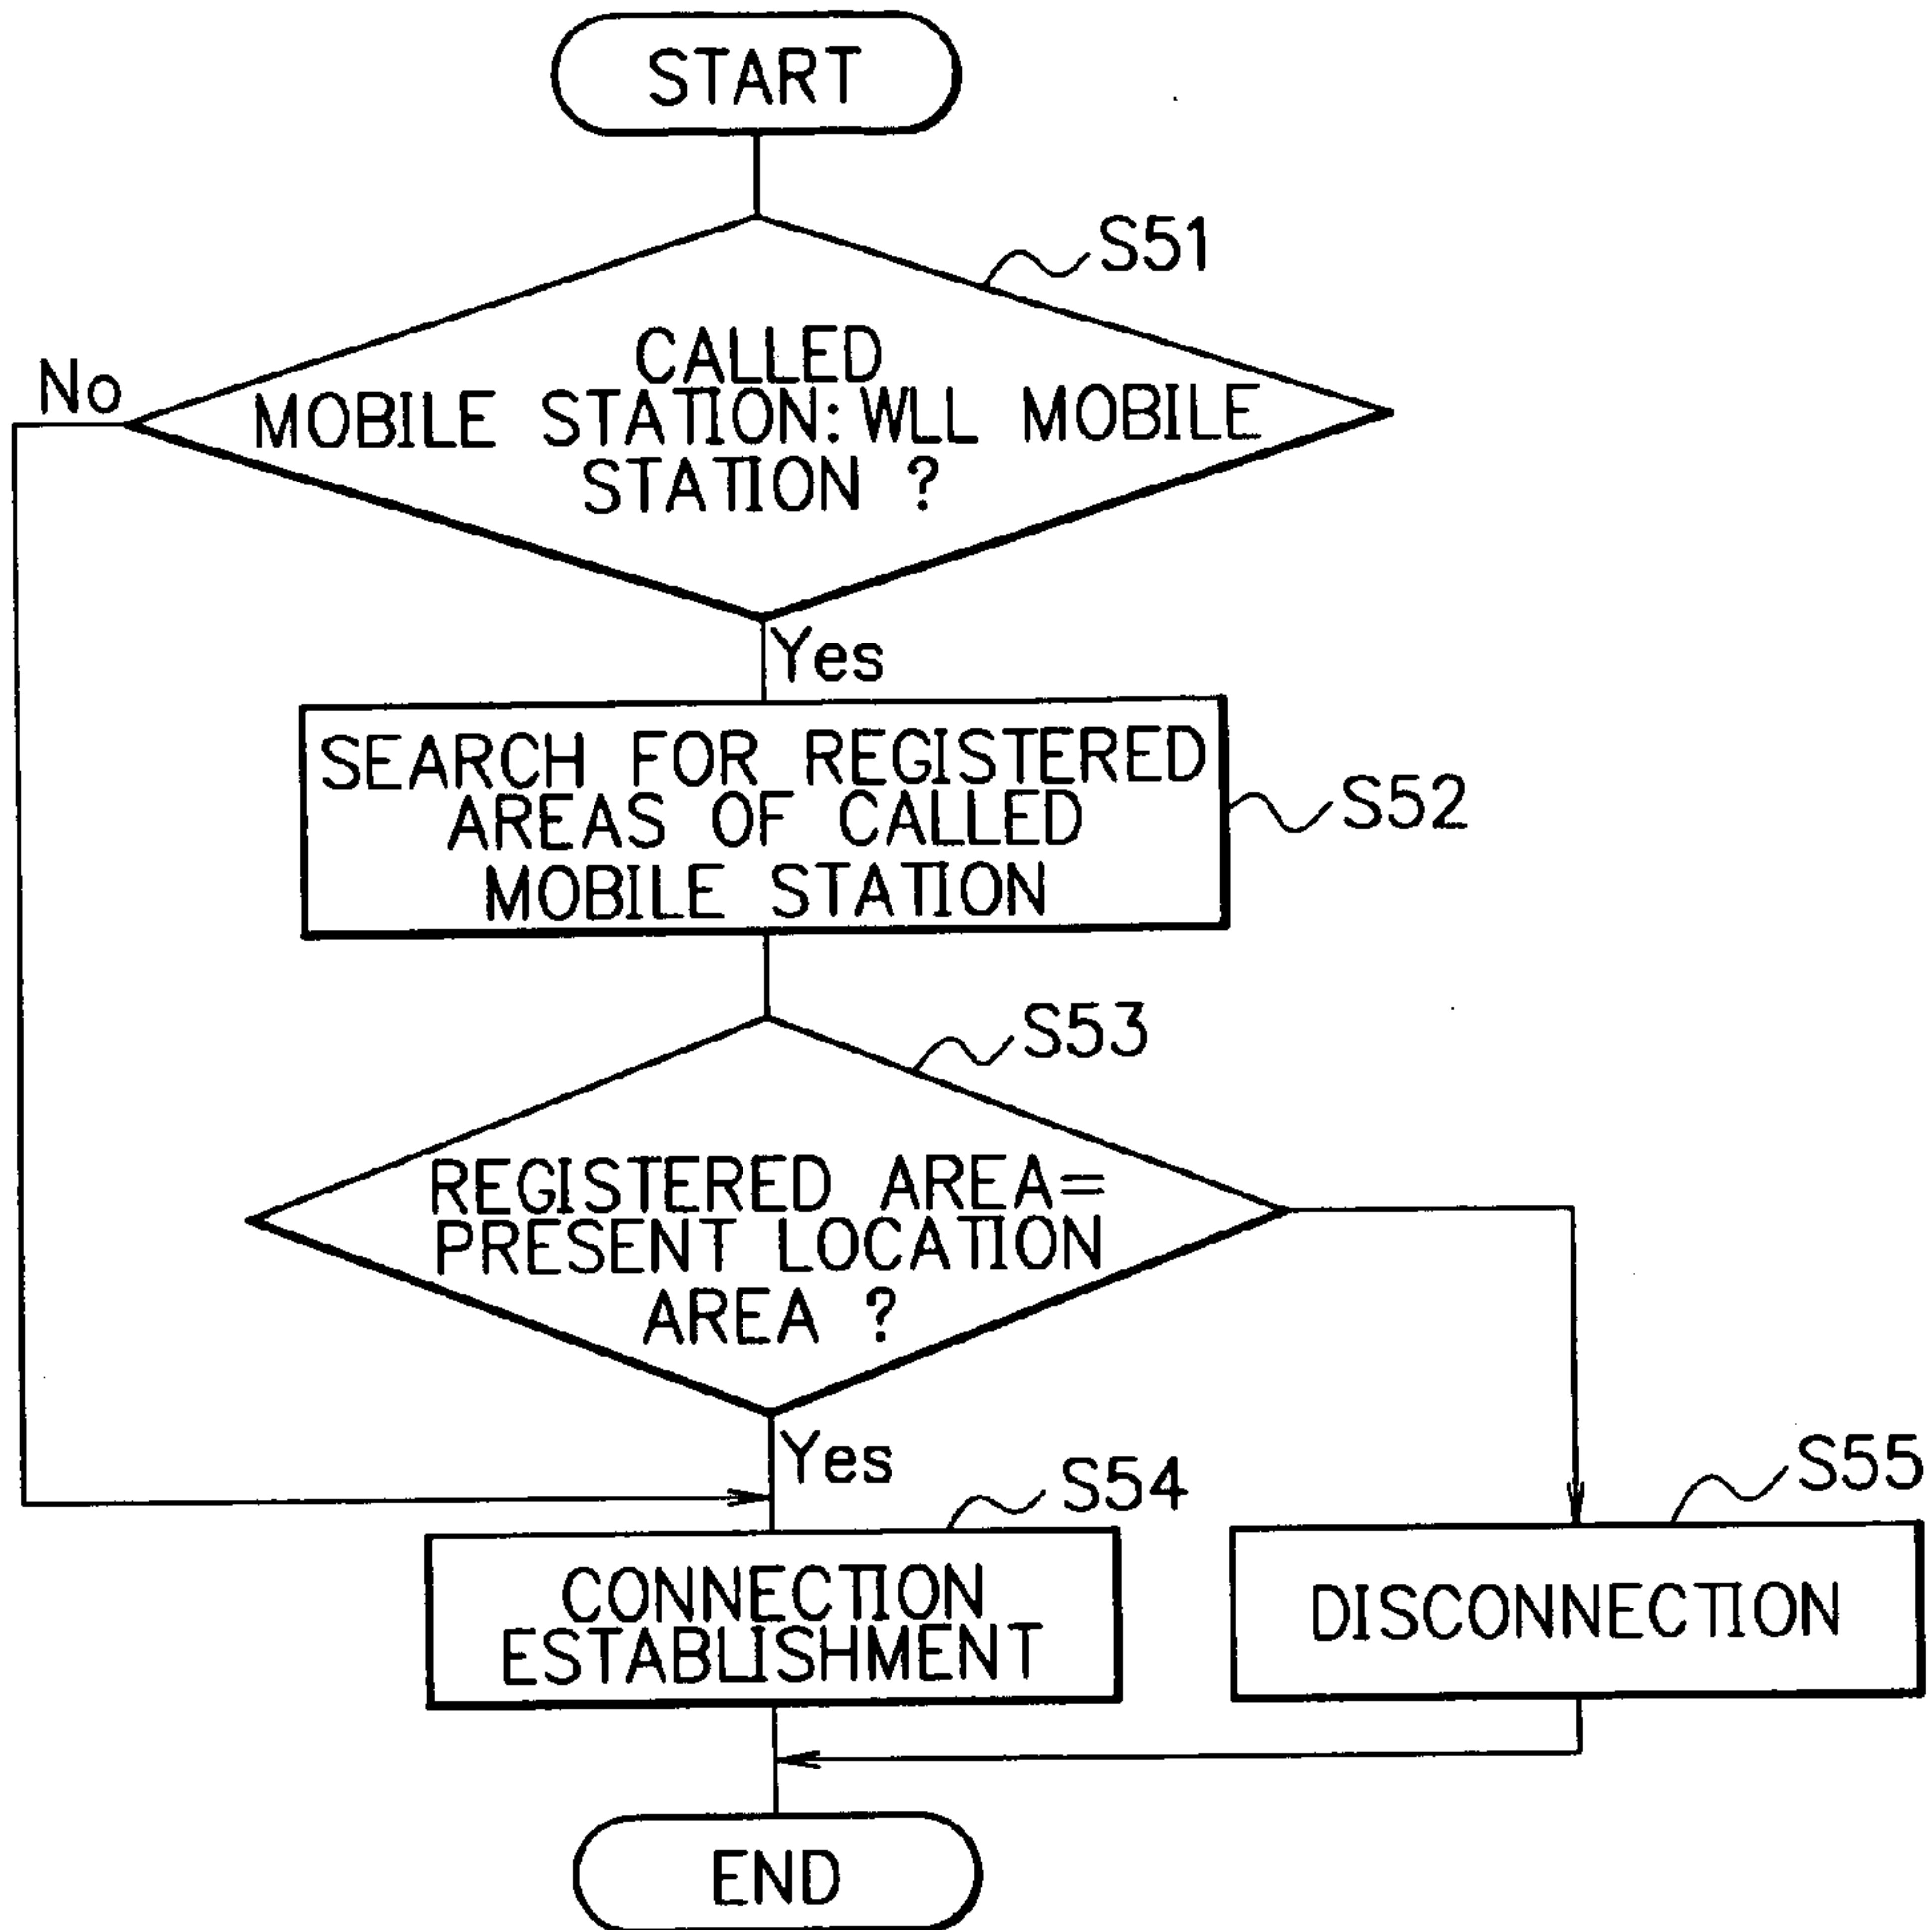 START
S51
CALLED
MOBILE STATION:WLL MOBILE
STATION ?
No
Yes
SEARCH FOR REGISTERED
AREAS OF CALLED
MOBILE STATION
S52
S53
REGISTERED AREA=
PRESENT LOCATION
AREA ?
Yes
S54
S55
CONNECTION
ESTABLISHMENT
DISCONNECTION
END